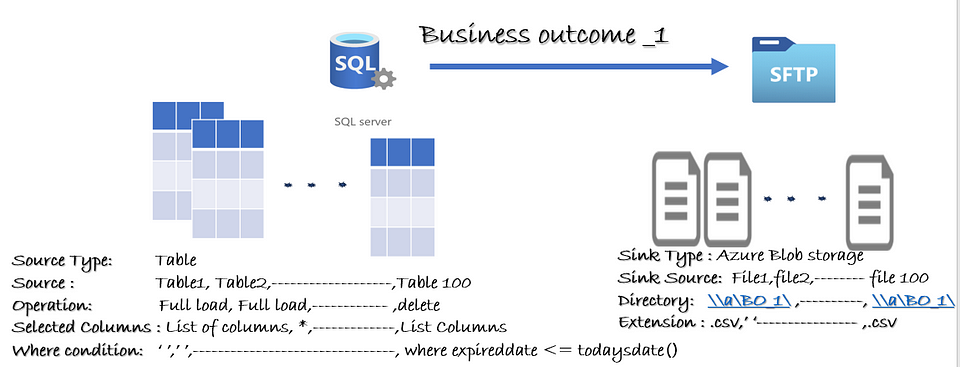 Business outcome _1
SQL
SFTP
SQL server
Source Type: Table
Source : Table1, Table2,--------------------,Table 100
Operation: Full load, Full load,------------ ,delete
Selected Columns : List of columns, *,-------------,List Columns
Where condition: ‘ ‘,’ ‘,--------------------------------, where expireddate <= todaysdate()
Sink Type : Azure Blob storage
Sink Source: File1,file2,-------- file 100
Directory: \\a\BO_1\ ,----------, \\a\BO_1\
Extension : .csv,’ ‘---------------- ,.csv